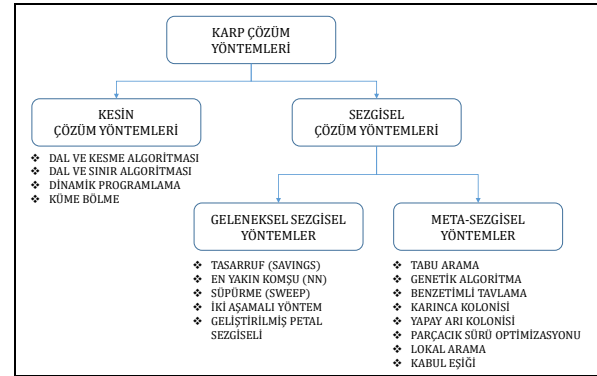 KARP ÇÖZÜM
YÖNTEMLERİ
KESİN
ÇÖZÜM YÖNTEMLERİ
❖ DAL VE KESME ALGORİTMASI
❖ DAL VE SINIR ALGORİTMASI
❖ DİNAMİK PROGRAMLAMA
❖ KÜME BÖLME
SEZGİSEL
ÇÖZÜM YÖNTEMLERİ
GELENEKSEL SEZGİSEL
YÖNTEMLER
❖ TASARRUF (SAVINGS)
❖ EN YAKIN KOMŞU (NN)
❖ SÜPÜRME (SWEEP)
❖ İKİ AŞAMALI YÖNTEM
❖ GELİŞTİRİLMİŞ PETAL
SEZGİSELİ
META-SEZGİSEL
YÖNTEMLER
❖ TABU ARAMA
❖ GENETİK ALGORİTMA
❖ BENZETİMLİ TAVLAMA
❖ KARINCA KOLONİSİ
❖ YAPAY ARI KOLONİSİ
❖ PARÇACIK SÜRÜ OPTİMİZASYONU
❖ LOKAL ARAMA
❖ KABUL EŞİĞİ